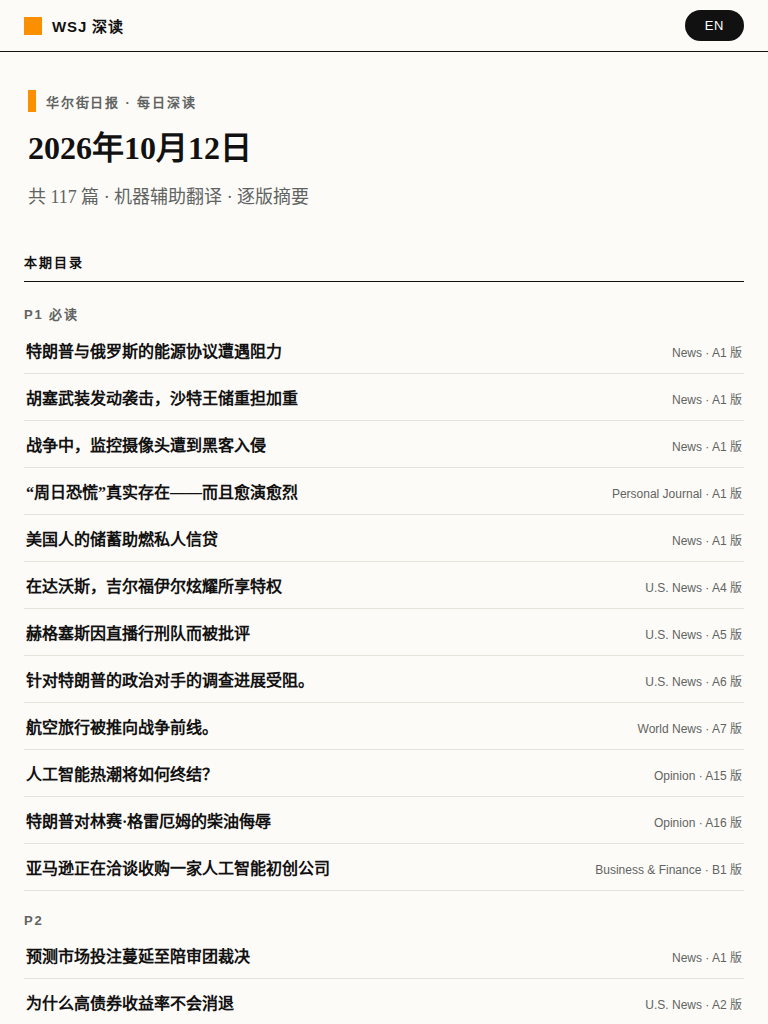 WSJ 深读
EN
华尔街日报 · 每日深读
2026年10月12日
共 117 篇 · 机器辅助翻译 · 逐版摘要
本期目录
P1 必读
特朗普与俄罗斯的能源协议遭遇阻力 News · A1 版
胡塞武装发动袭击，沙特王储重担加重 News · A1 版
战争中，监控摄像头遭到黑客入侵 News · A1 版
“周日恐慌”真实存在——而且愈演愈烈 Personal Journal · A1 版
美国人的储蓄助燃私人信贷 News · A1 版
在达沃斯，吉尔福伊尔炫耀所享特权 U.S. News · A4 版
赫格塞斯因直播行刑队而被批评 U.S. News · A5 版
针对特朗普的政治对手的调查进展受阻。 U.S. News · A6 版
航空旅行被推向战争前线。 World News · A7 版
人工智能热潮将如何终结？ Opinion · A15 版
特朗普对林赛·格雷厄姆的柴油侮辱 Opinion · A16 版
亚马逊正在洽谈收购一家人工智能初创公司 Business & Finance · B1 版
P2
预测市场投注蔓延至陪审团裁决 News · A1 版
为什么高债券收益率不会消退 U.S. News · A2 版